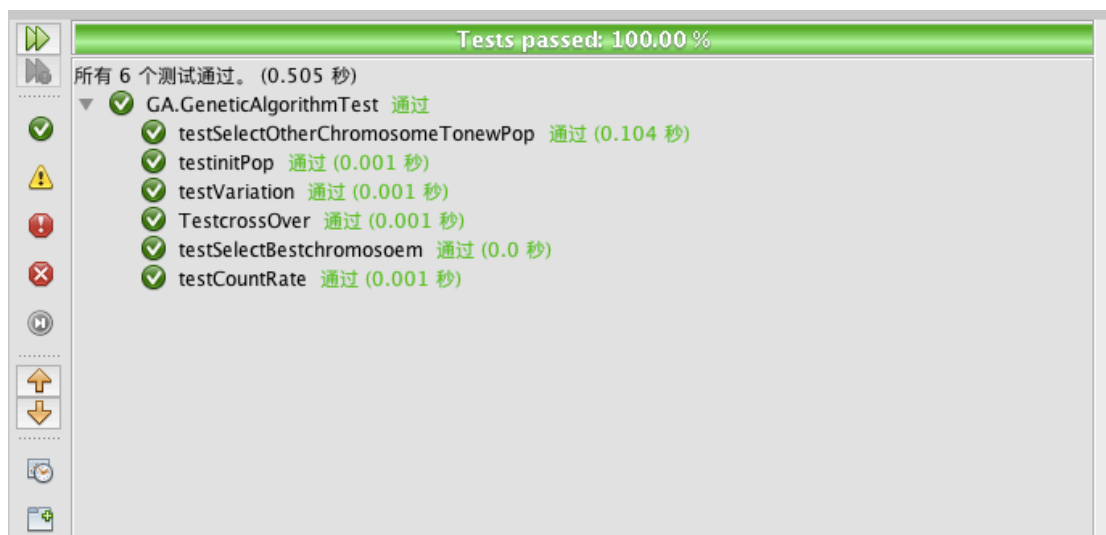 Tests passed: 100.00 %
所有 6 个测试通过。 (0.505 秒)
GA.GeneticAlgorithmTest 通过
testSelectOtherChromosomeTonewPop 通过 (0.104 秒)
testinitPop 通过 (0.001 秒)
testVariation 通过 (0.001 秒)
TestcrossOver 通过 (0.001 秒)
testSelectBestchromosoem 通过 (0.0 秒)
testCountRate 通过 (0.001 秒)